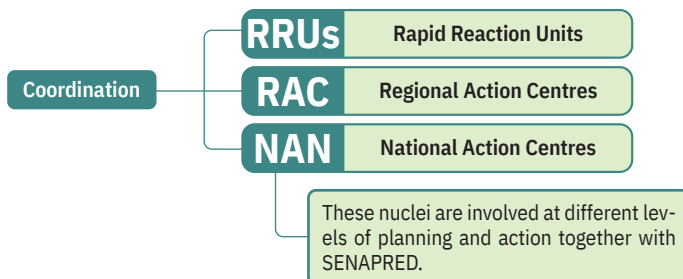 RRUs Rapid Reaction Units
Coordination RAC Regional Action Centres
NAN National Action Centres
These nuclei are involved at different lev-
els of planning and action together with
SENAPRED.